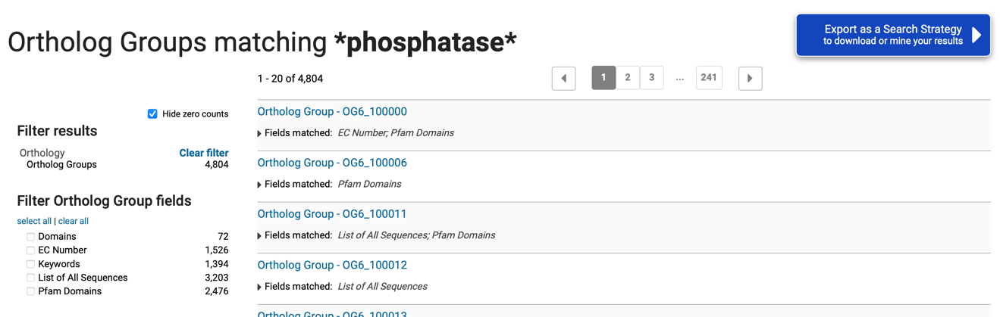 Ortholog Groups matching *phosphatase*
Export as a Search Strategy
to download or mine your results
1 - 20 of 4,804
1 2 3 ... 241
Hide zero counts
Filter results
Orthology Clear filter
Ortholog Groups 4,804
Filter Ortholog Group fields
select all | clear all
Domains 72
EC Number 1,526
Keywords 1,394
List of All Sequences 3,203
Pfam Domains 2,476
Ortholog Group - OG6_100000
Fields matched: EC Number; Pfam Domains
Ortholog Group - OG6_100006
Fields matched: Pfam Domains
Ortholog Group - OG6_100011
Fields matched: List of All Sequences; Pfam Domains
Ortholog Group - OG6_100012
Fields matched: List of All Sequences
Ortholog Group - OG6_100013